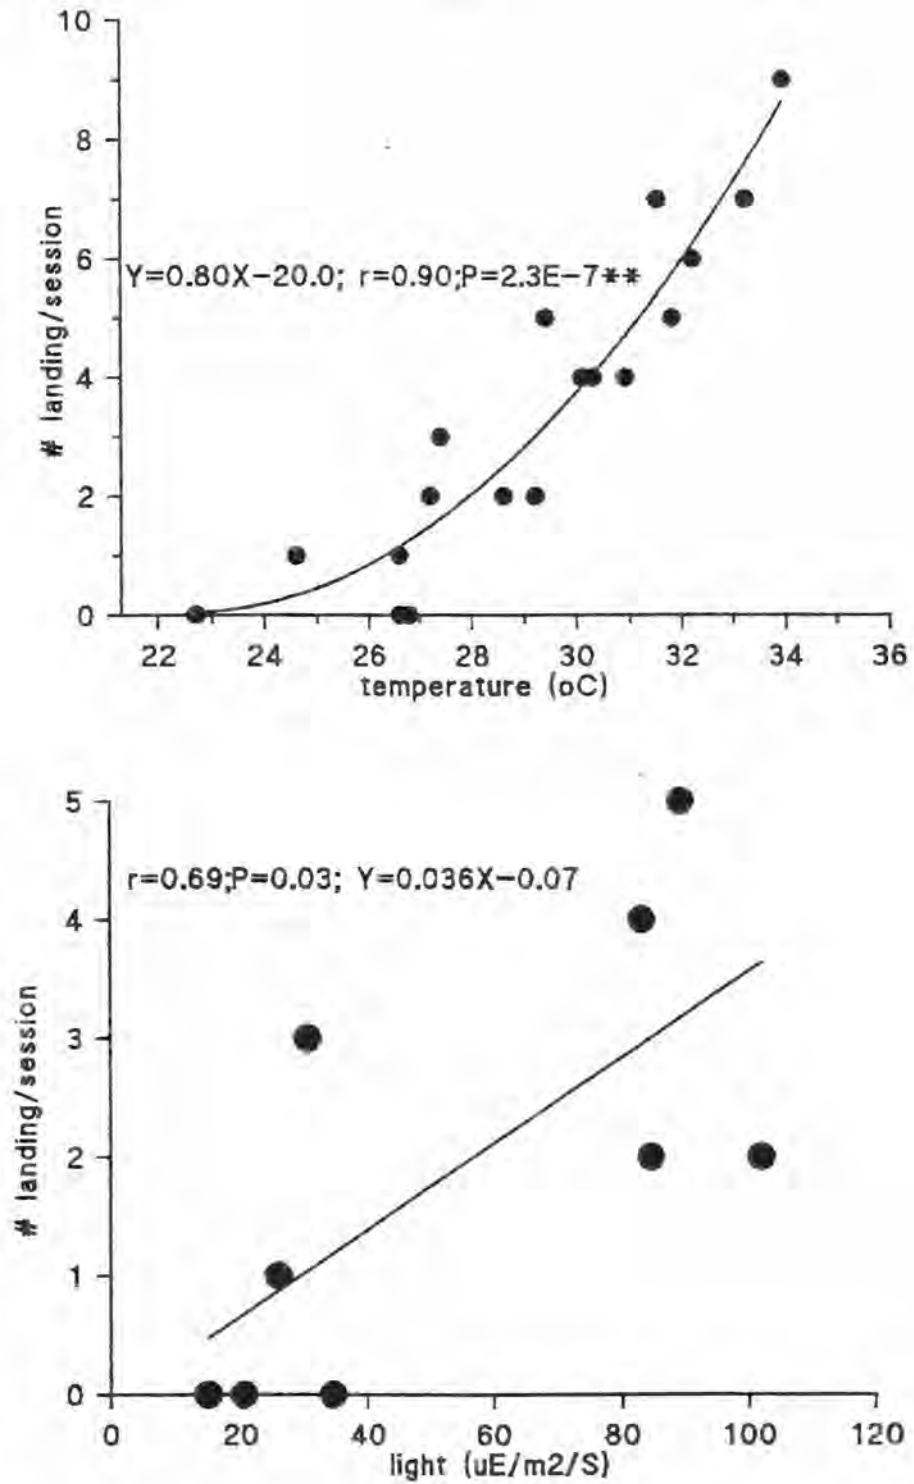 10
8
6
4
2
0
# landing/session
Y=0.80X-20.0; r=0.90;P=2.3E-7**
22 24 26 28 30 32 34 36
temperature (oC)
5
4
3
2
1
0
# landing/session
r=0.69;P=0.03; Y=0.036X-0.07
0 20 40 60 80 100 120
light (uE/m2/S)